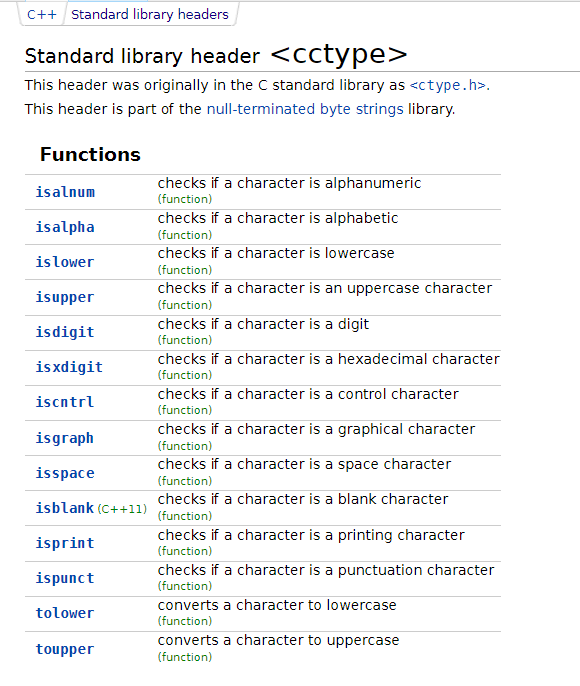 C++ Standard library headers
Standard library header <cctype>
This header was originally in the C standard library as <ctype.h>.
This header is part of the null-terminated byte strings library.
Functions
isalnum checks if a character is alphanumeric
(function)
isalpha checks if a character is alphabetic
(function)
islower checks if a character is lowercase
(function)
isupper checks if a character is an uppercase character
(function)
isdigit checks if a character is a digit
(function)
isxdigit checks if a character is a hexadecimal character
(function)
iscntrl checks if a character is a control character
(function)
isgraph checks if a character is a graphical character
(function)
isspace checks if a character is a space character
(function)
isblank (C++11) checks if a character is a blank character
(function)
isprint checks if a character is a printing character
(function)
ispunct checks if a character is a punctuation character
(function)
tolower converts a character to lowercase
(function)
toupper converts a character to uppercase
(function)